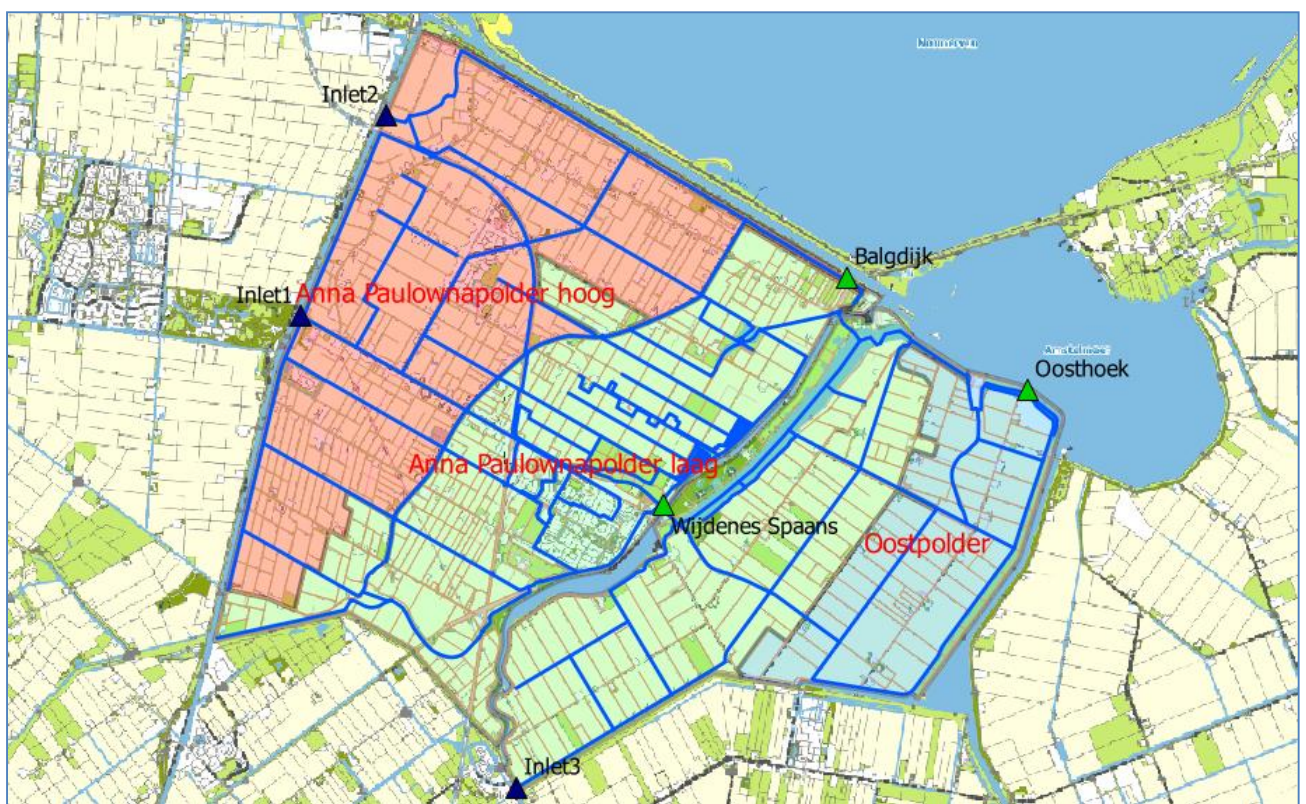 Inlet2
Balgdijk
Inlet1
Anna Paulownapolder hoog
Oosthoek
Anna Paulownapolder laag
Wijdenes Spaans
Oostpolder
Inlet3